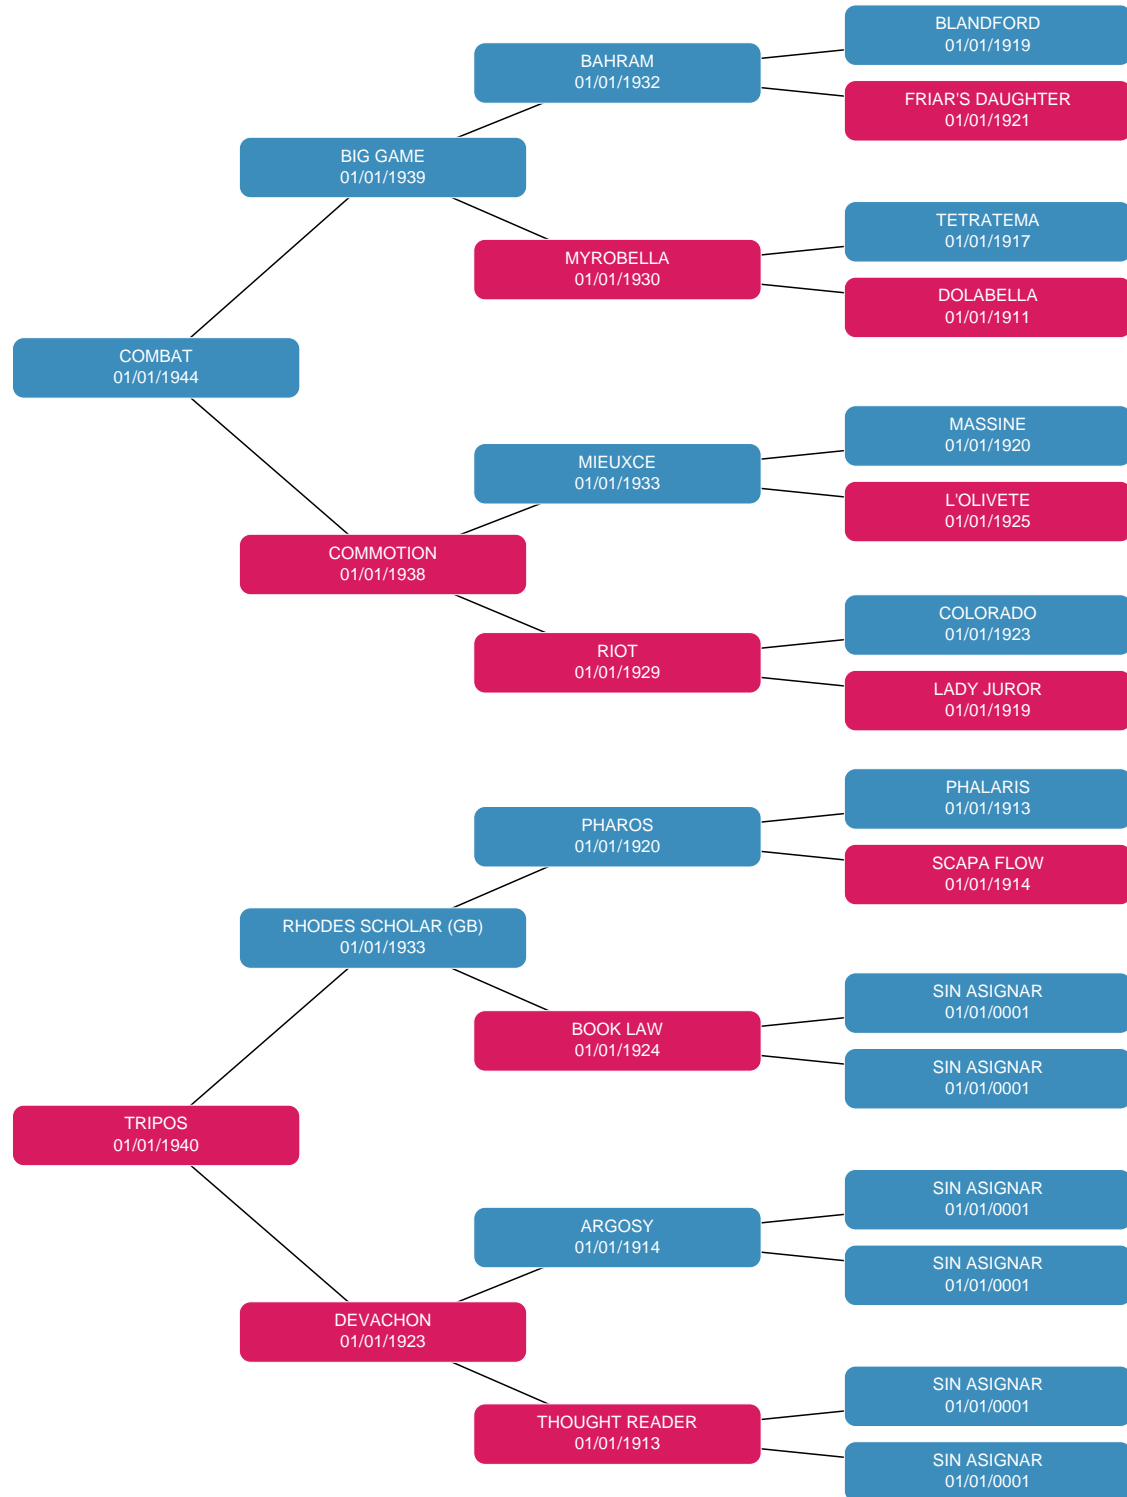 BLANDFORD
01/01/1919
BAHRAM
01/01/1932
FRIAR'S DAUGHTER
01/01/1921
BIG GAME
01/01/1939
TETRATEMA
01/01/1917
MYROBELLA
01/01/1930
DOLABELLA
01/01/1911
COMBAT
01/01/1944
MASSINE
01/01/1920
MIEUXCE
01/01/1933
L'OLIVETE
01/01/1925
COMMOTION
01/01/1938
COLORADO
01/01/1923
RIOT
01/01/1929
LADY JUROR
01/01/1919
PHALARIS
01/01/1913
PHAROS
01/01/1920
SCAPA FLOW
01/01/1914
RHODES SCHOLAR (GB)
01/01/1933
SIN ASIGNAR
01/01/0001
BOOK LAW
01/01/1924
SIN ASIGNAR
01/01/0001
TRIPOS
01/01/1940
SIN ASIGNAR
01/01/0001
ARGOSY
01/01/1914
SIN ASIGNAR
01/01/0001
DEVACHON
01/01/1923
SIN ASIGNAR
01/01/0001
THOUGHT READER
01/01/1913
SIN ASIGNAR
01/01/0001